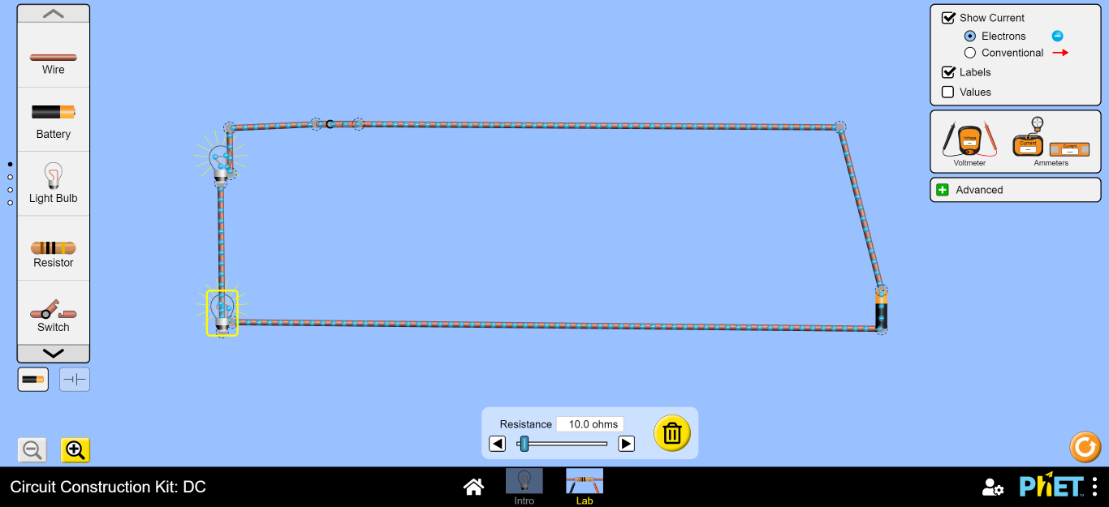 Wire
Battery
Light Bulb
Resistor
Switch
Show Current
Electrons
Conventional
Labels
Values
Voltmeter
Ammeters
Advanced
Resistance 10.0 ohms
Circuit Construction Kit: DC
Intro
Lab
PhET